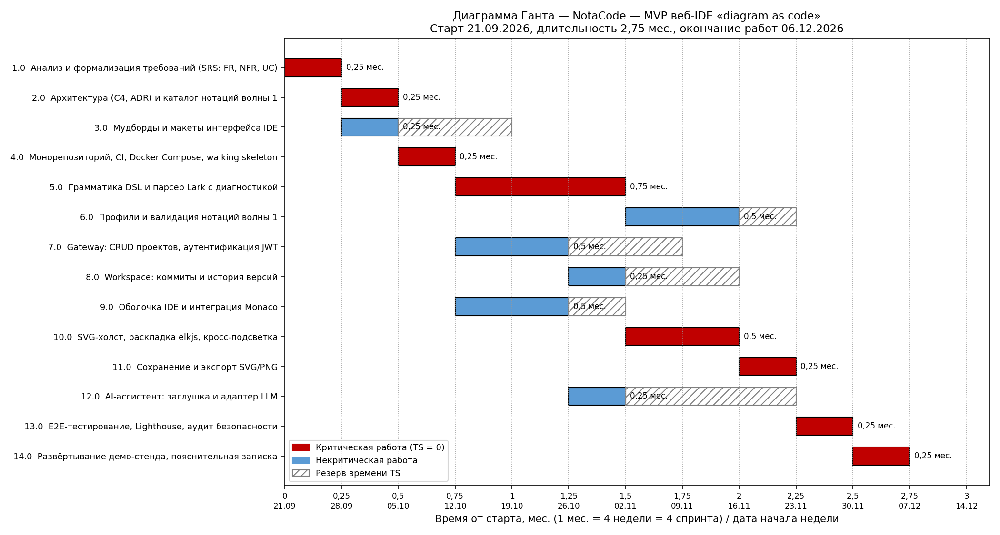 Диаграмма Ганта — NotaCode — MVP веб-IDE «diagram as code»
Старт 21.09.2026, длительность 2,75 мес., окончание работ 06.12.2026
1.0 Анализ и формализация требований (SRS: FR, NFR, UC)
0,25 мес.
2.0 Архитектура (C4, ADR) и каталог нотаций волны 1
0,25 мес.
3.0 Мудборды и макеты интерфейса IDE
0,25 мес.
4.0 Монорепозиторий, CI, Docker Compose, walking skeleton
0,25 мес.
5.0 Грамматика DSL и парсер Lark с диагностикой
0,75 мес.
6.0 Профили и валидация нотаций волны 1
0,5 мес.
7.0 Gateway: CRUD проектов, аутентификация JWT
0,5 мес.
8.0 Workspace: коммиты и история версий
0,25 мес.
9.0 Оболочка IDE и интеграция Monaco
0,5 мес.
10.0 SVG-холст, раскладка elkjs, кросс-подсветка
0,5 мес.
11.0 Сохранение и экспорт SVG/PNG
0,25 мес.
12.0 AI-ассистент: заглушка и адаптер LLM
0,25 мес.
13.0 E2E-тестирование, Lighthouse, аудит безопасности
0,25 мес.
14.0 Развёртывание демо-стенда, пояснительная записка
0,25 мес.
Критическая работа (TS = 0)
Некритическая работа
Резерв времени TS
0 0,25 0,5 0,75 1 1,25 1,5 1,75 2 2,25 2,5 2,75 3
21.09 28.09 05.10 12.10 19.10 26.10 02.11 09.11 16.11 23.11 30.11 07.12 14.12
Время от старта, мес. (1 мес. = 4 недели = 4 спринта) / дата начала недели